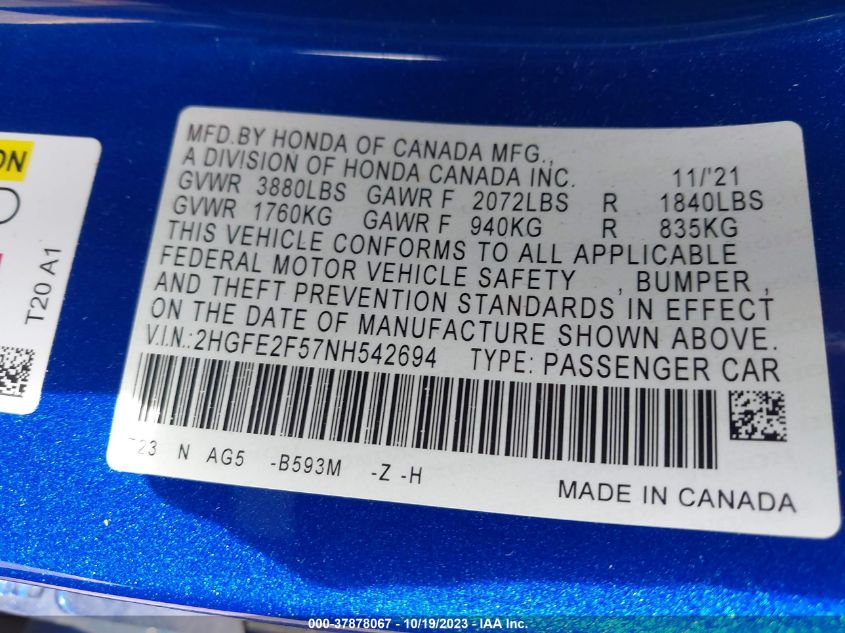 ON
T20 A1
MFD.BY HONDA OF CANADA MFG.,
A DIVISION OF HONDA CANADA INC. 11/'21
GVWR 3880LBS GAWR F 2072LBS R 1840LBS
GVWR 1760KG GAWR F 940KG R 835KG
THIS VEHICLE CONFORMS TO ALL APPLICABLE
FEDERAL MOTOR VEHICLE SAFETY , BUMPER ,
AND THEFT PREVENTION STANDARDS IN EFFECT
ON THE DATE OF MANUFACTURE SHOWN ABOVE.
V.I.N.:2HGFE2F57NH542694 TYPE: PASSENGER CAR
T23 N AG5 -B593M -Z -H
MADE IN CANADA
000-37878067 - 10/19/2023 - IAA Inc.